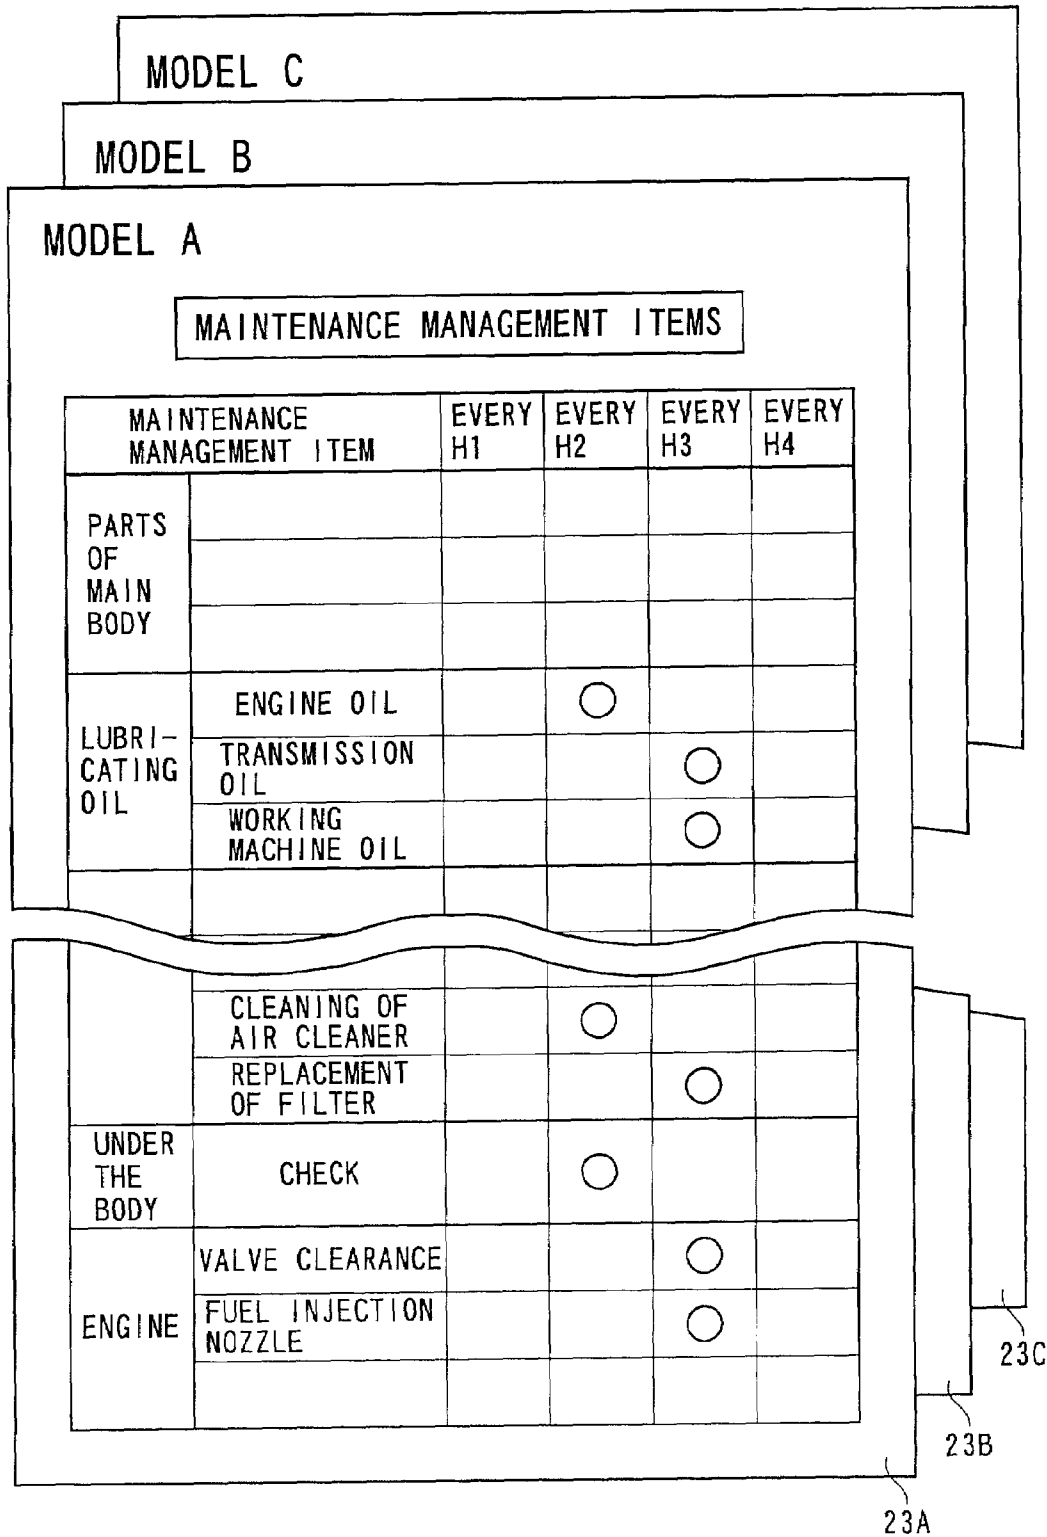 MODEL C
MODEL B
MODEL A
MAINTENANCE MANAGEMENT ITEMS
MAINTENANCE
MANAGEMENT ITEM
EVERY
H1
EVERY
H2
EVERY
H3
EVERY
H4
PARTS
OF
MAIN
BODY
LUBRI-
CATING
OIL
ENGINE OIL
TRANSMISSION
OIL
WORKING
MACHINE OIL
CLEANING OF
AIR CLEANER
REPLACEMENT
OF FILTER
UNDER
THE
BODY
CHECK
ENGINE
VALVE CLEARANCE
FUEL INJECTION
NOZZLE
23C
23B
23A